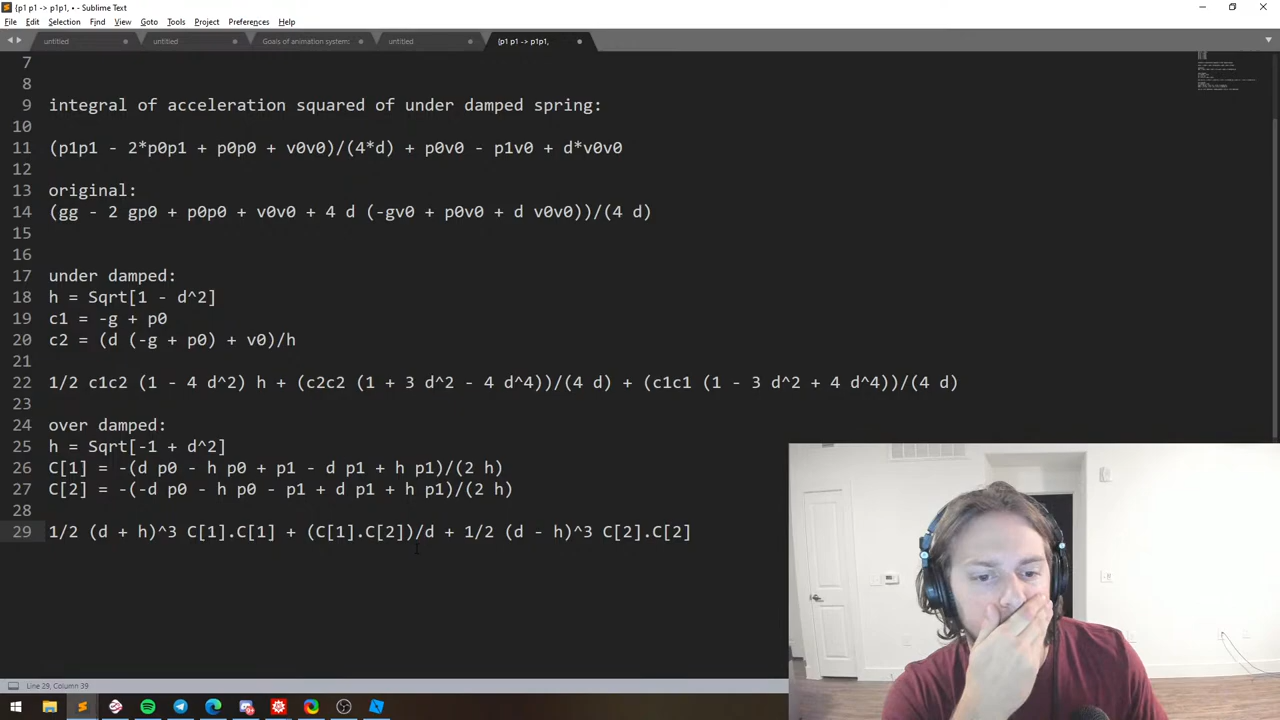 {p1 p1 -> p1p1, • - Sublime Text
File Edit Selection Find View Goto Tools Project Preferences Help
untitled untitled Goals of animation system: untitled {p1 p1 -> p1p1,
7
8
9 integral of acceleration squared of under damped spring:
10
11 (p1p1 - 2*p0p1 + p0p0 + v0v0)/(4*d) + p0v0 - p1v0 + d*v0v0
12
13 original:
14 (gg - 2 gp0 + p0p0 + v0v0 + 4 d (-gv0 + p0v0 + d v0v0))/(4 d)
15
16
17 under damped:
18 h = Sqrt[1 - d^2]
19 c1 = -g + p0
20 c2 = (d (-g + p0) + v0)/h
21
22 1/2 c1c2 (1 - 4 d^2) h + (c2c2 (1 + 3 d^2 - 4 d^4))/(4 d) + (c1c1 (1 - 3 d^2 + 4 d^4))/(4 d)
23
24 over damped:
25 h = Sqrt[-1 + d^2]
26 C[1] = -(d p0 - h p0 + p1 - d p1 + h p1)/(2 h)
27 C[2] = -(-d p0 - h p0 - p1 + d p1 + h p1)/(2 h)
28
29 1/2 (d + h)^3 C[1].C[1] + (C[1].C[2])/d + 1/2 (d - h)^3 C[2].C[2]
Line 29, Column 39